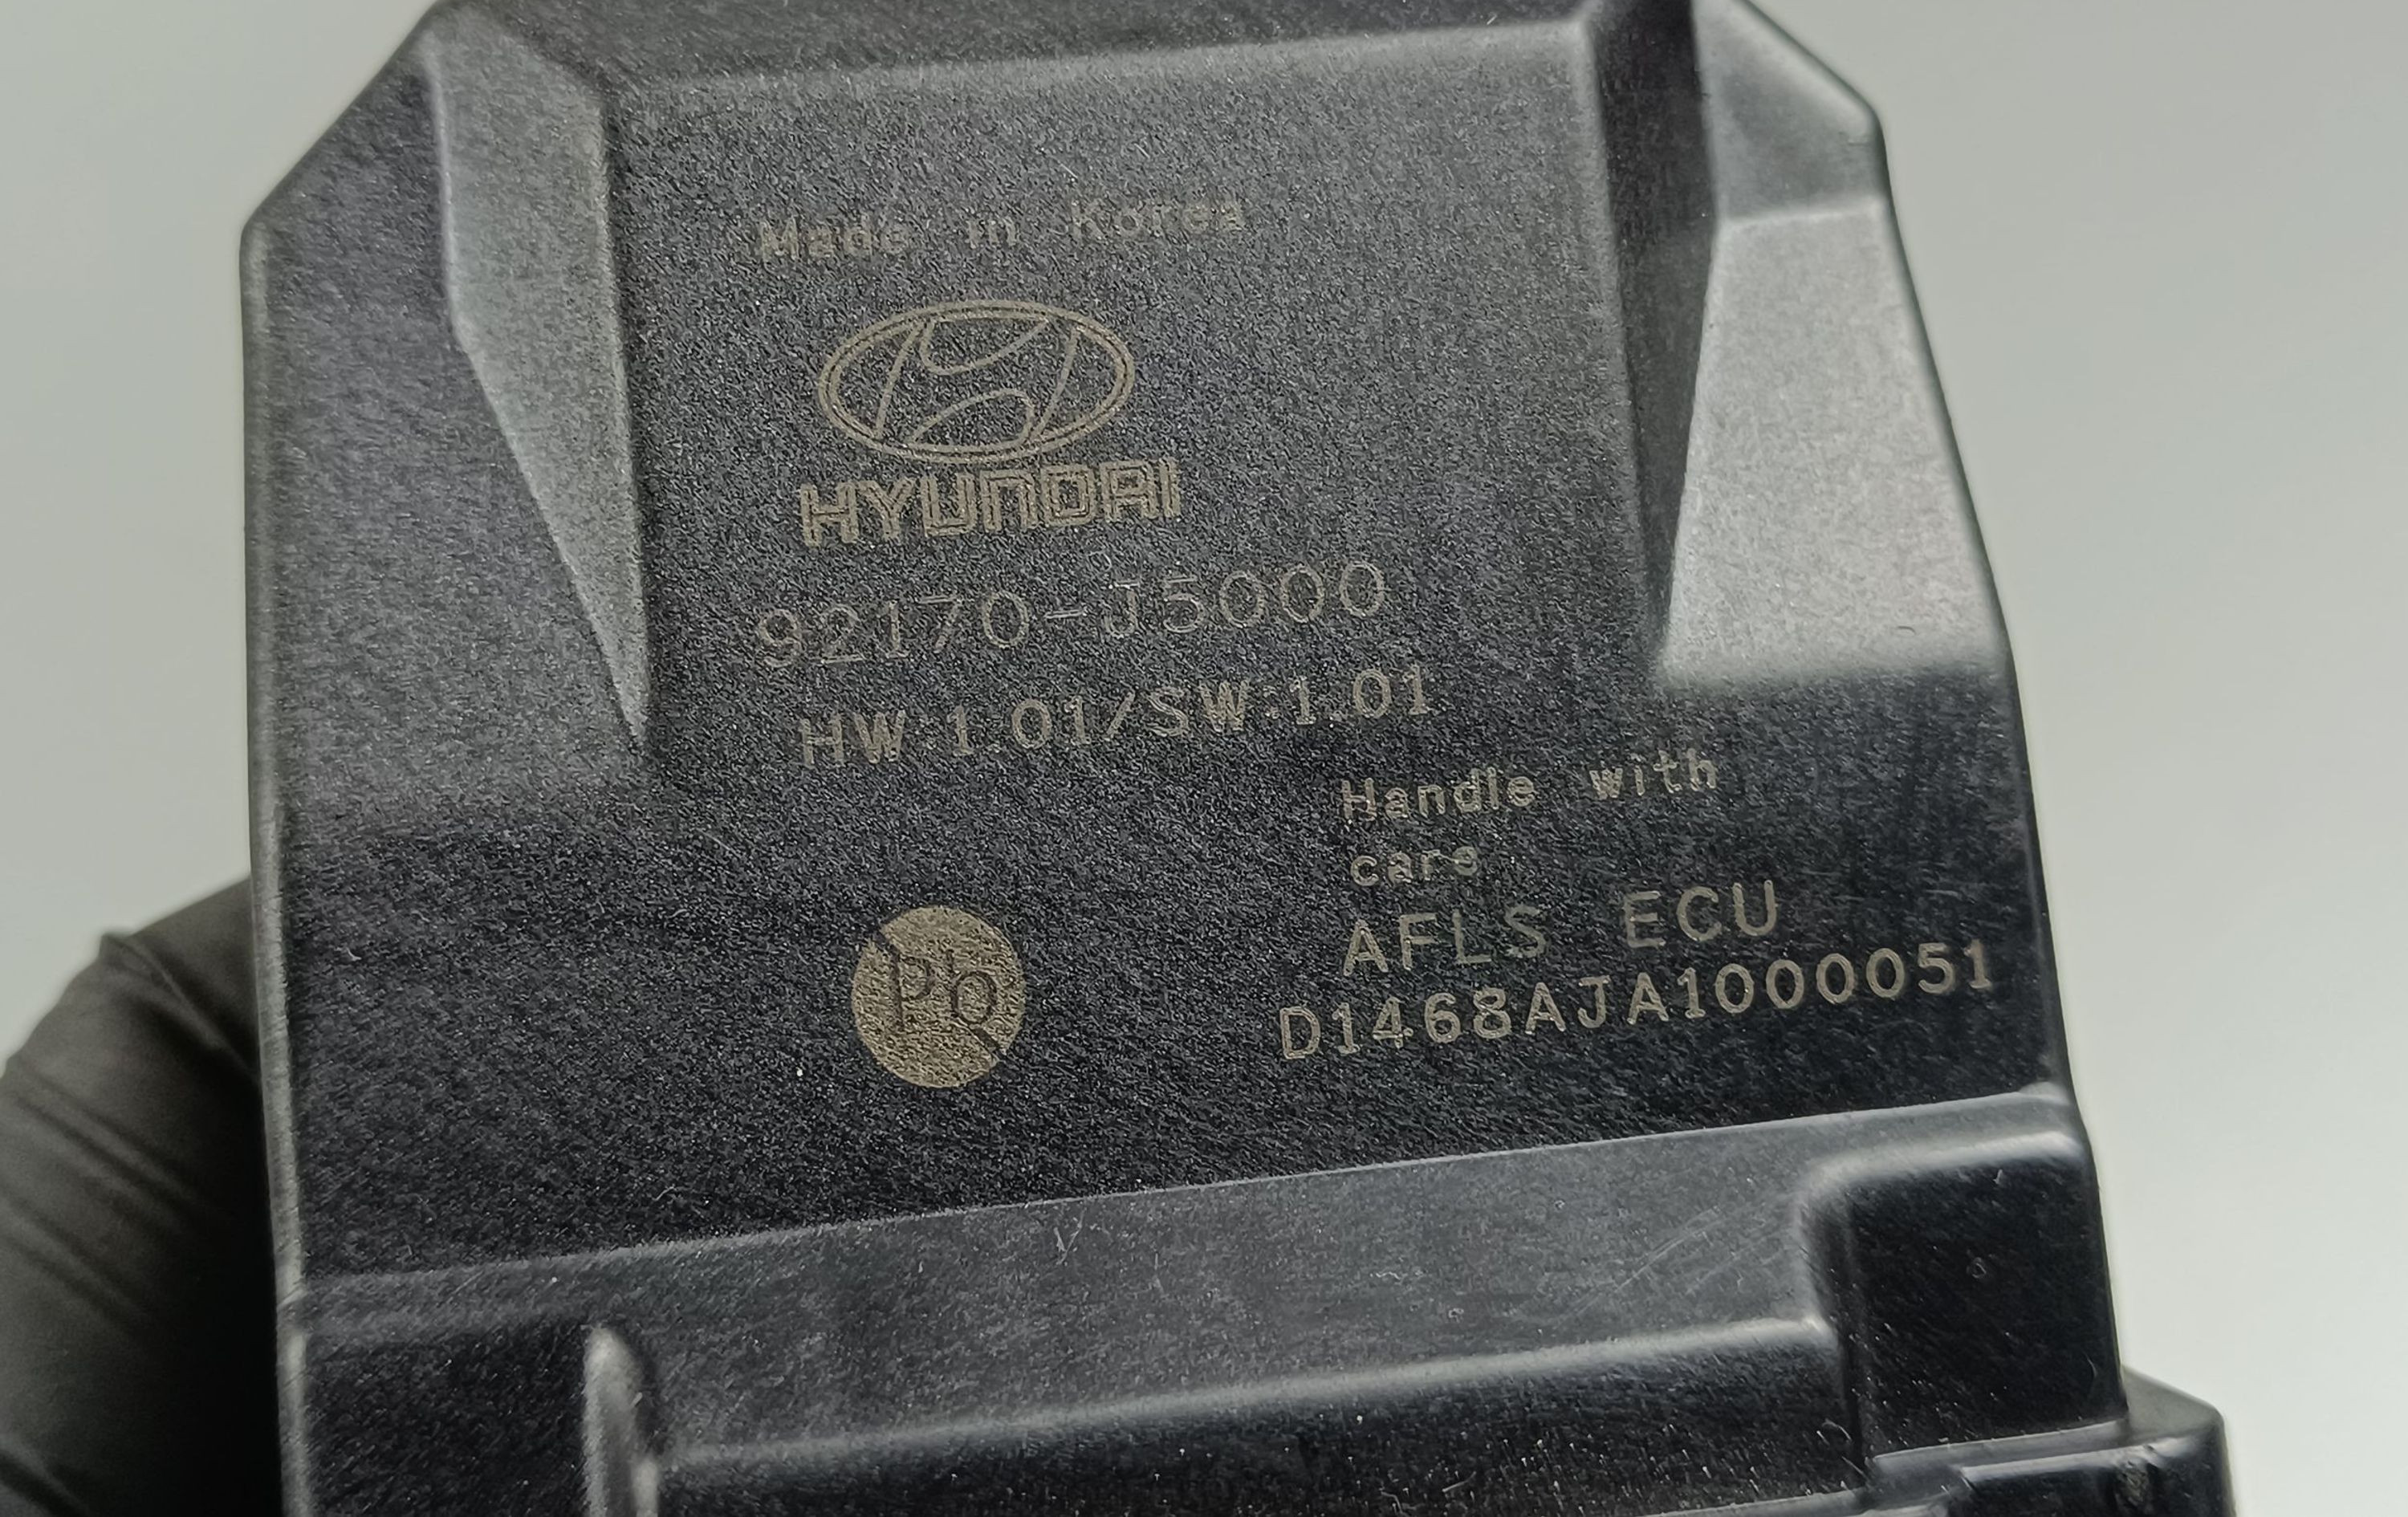 Made in Korea
HYUNDAI
92170-J5000
HW 1.01/SW:1.01
Handle with
care
AFLS ECU
Pb
D1468AJA1000051